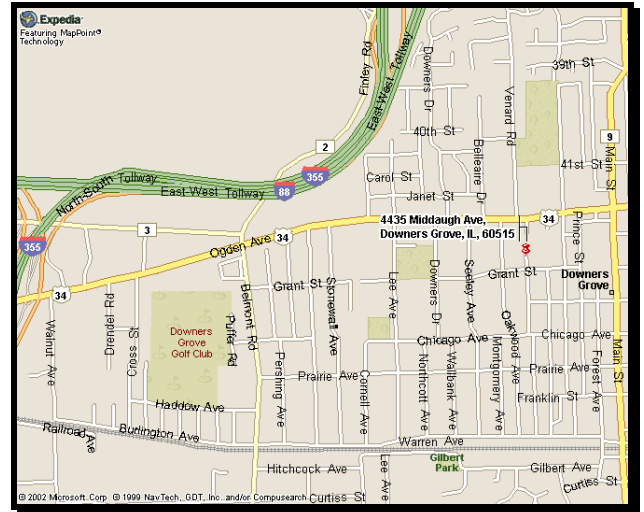 Expedia
Featuring MapPoint®
Technology
Finley Rd
East West Tollway
Downers Dr
Venard Rd
39th St
2
40th St
9
Main St
355
Carol St
Belleaire Dr
41st St
North-South Tollway
East West Tollway
88
Janet St
4435 Middaugh Ave,
Downers Grove, IL, 60515
34
Prince St
3
34
Ogden Ave
355
Grant St
Downers
Grove
34
Grant St
Lee Ave
Downers Dr
Seeley Ave
Oakwood Ave
Walnut Ave
Drendel Rd
Cross St
Downers
Grove
Golf Club
Puffer Rd
Belmont Rd
Stonewall Ave
Chicago Ave
Chicago Ave
Main St
Pershing Ave
Prairie Ave
Cornell Ave
Northcott Ave
Wallbank Ave
Montgomery Ave
Prairie Ave
Forest Ave
Franklin St
Haddow Ave
Railroad Ave
Burlington Ave
Warren Ave
Hitchcock Ave
Lee Ave
Gilbert
Park
Gilbert Ave
Curtiss St
Curtiss St
© 2002 Microsoft Corp © 1999 NavTech, GDT, Inc. and/or Compusearch